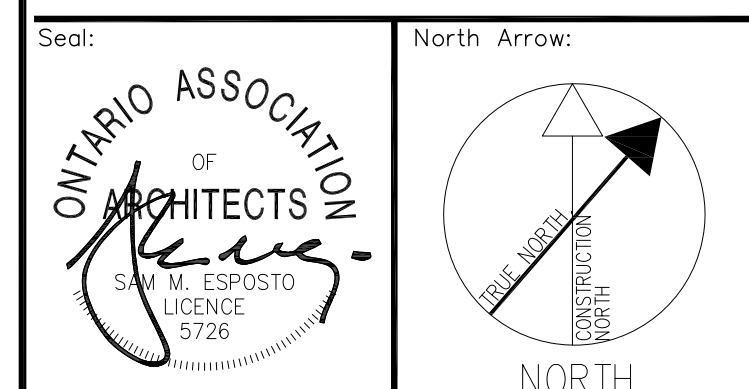 Seal:
ONTARIO ASSOCIATION
OF
ARCHITECTS
SAM M. ESPOSTO
LICENCE
5726
North Arrow:
TRUE NORTH
CONSTRUCTION
NORTH
NORTH